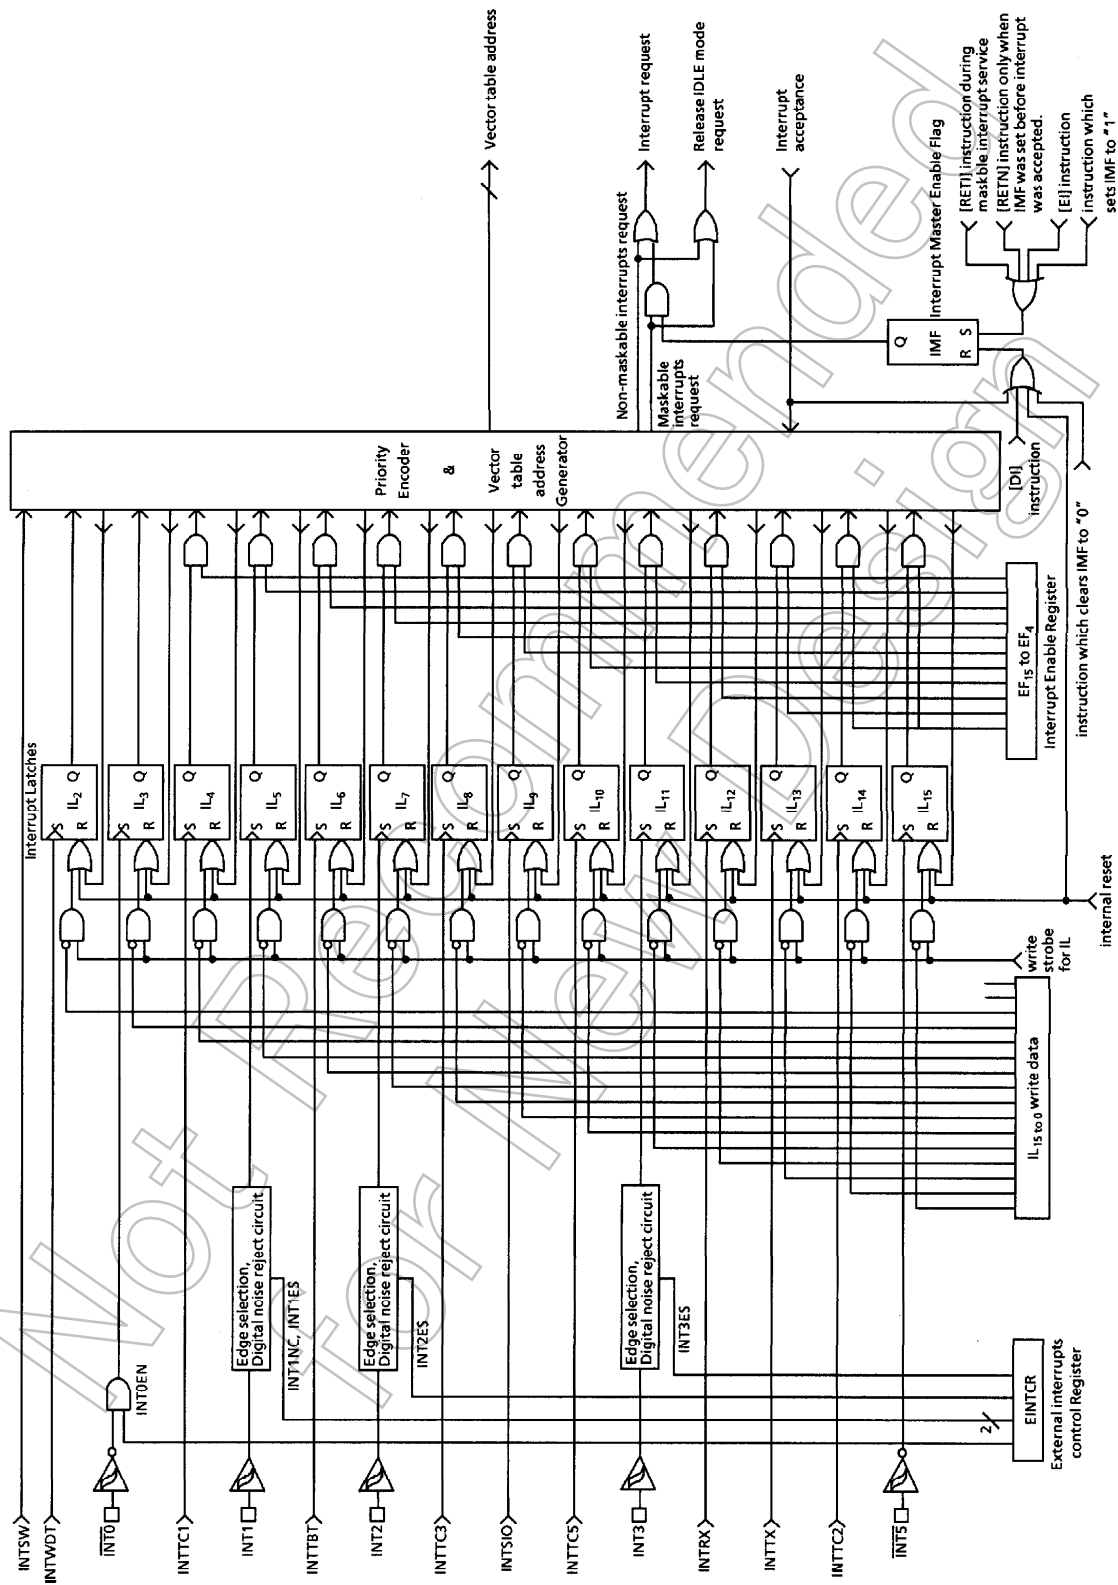 INTSW
INTWDT
INT0
INTTC1
INT1
INTTBT
INT2
INTTC3
INTSIO
INTTC5
INT3
INTRX
INTTX
INTTC2
INT5
INT0EN
Edge selection,
Digital noise reject circuit
INT1NC, INT1ES
Edge selection,
Digital noise reject circuit
INT2ES
Edge selection,
Digital noise reject circuit
INT3ES
2
EINTCR
External interrupts
control Register
IL15 to 0 write data
write
strobe
for IL
internal reset
Interrupt Latches
S IL2 Q R
S IL3 Q R
S IL4 Q R
S IL5 Q R
S IL6 Q R
S IL7 Q R
S IL8 Q R
S IL9 Q R
S IL10 Q R
S IL11 Q R
S IL12 Q R
S IL13 Q R
S IL14 Q R
S IL15 Q R
EF15 to EF4
Interrupt Enable Register
instruction which clears IMF to "0"
[DI]
instruction
Priority
Encoder
&
Vector
table
address
Generator
Vector table address
Non-maskable interrupts request
Maskable
interrupts
request
Interrupt request
Release IDLE mode
request
Interrupt
acceptance
Q
IMF
R S
Interrupt Master Enable Flag
[RETI] instruction during
maskble interrupt service
[RETN] instruction only when
IMF was set before interrupt
was accepted.
[EI] instruction
instruction which
sets IMF to "1"
Not Recommended
for New Design